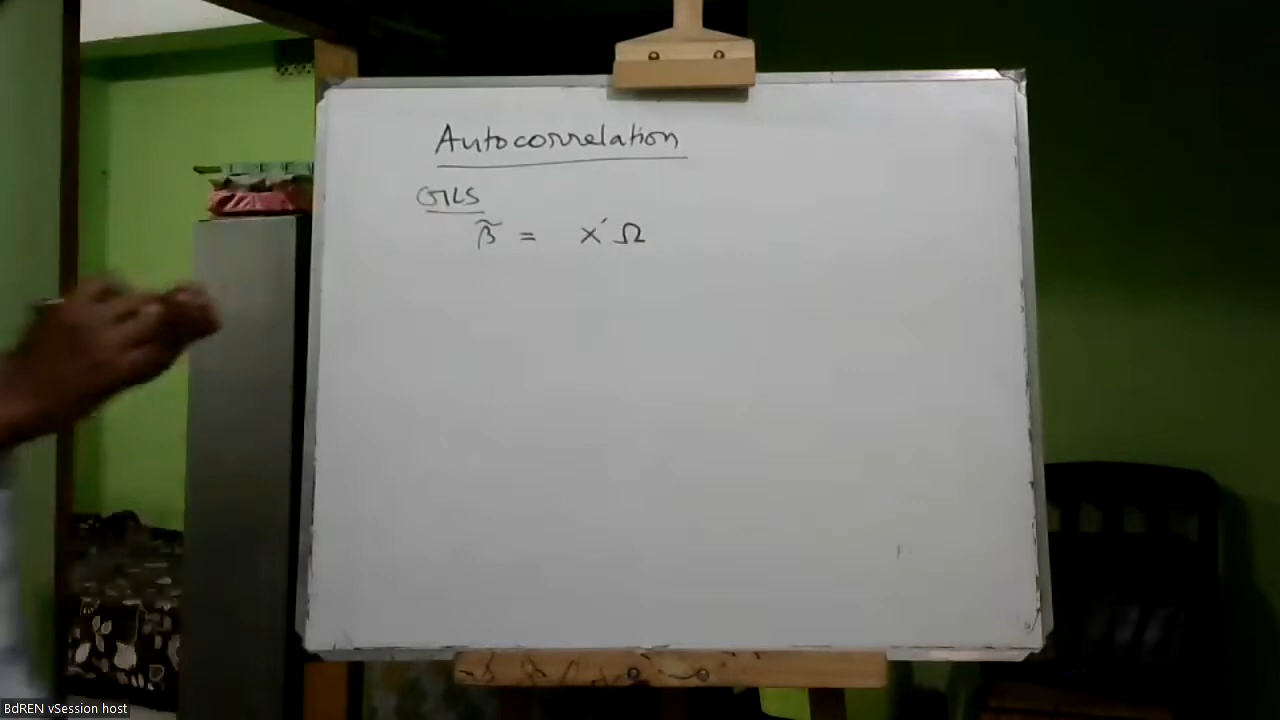 Autocorrelation
GLS
β̃ = X′Ω
BdREN vSession host